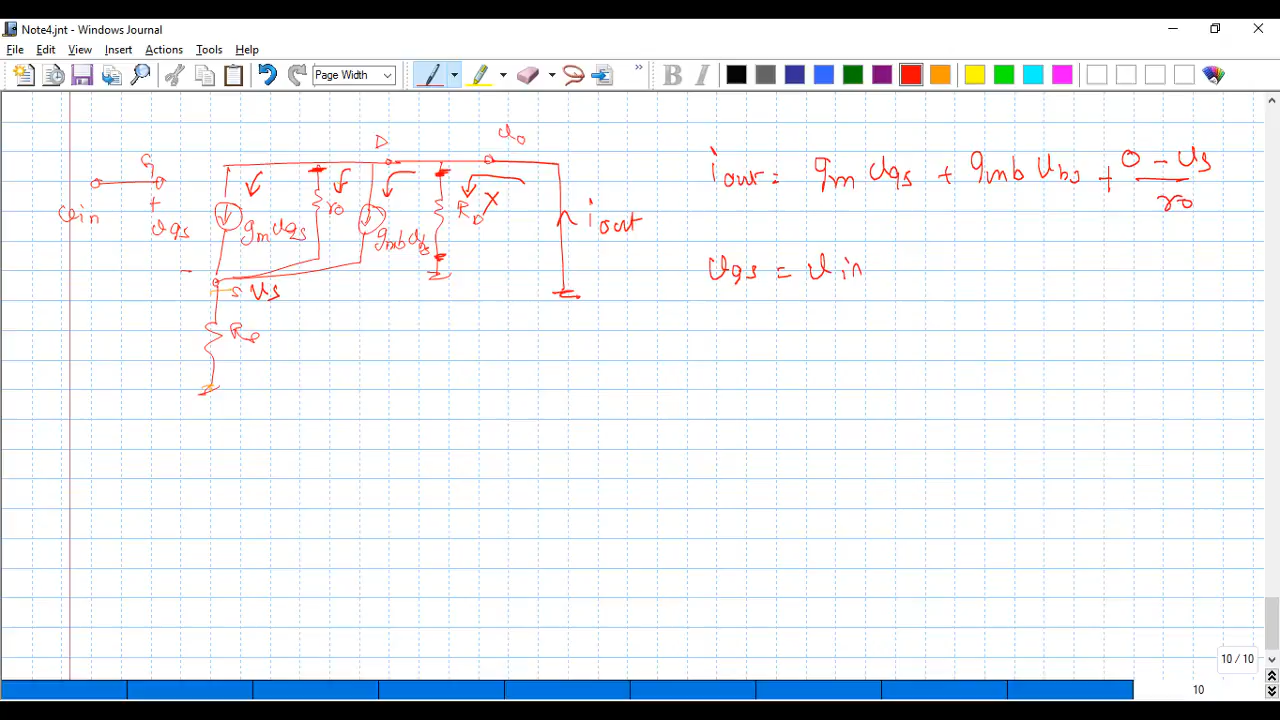 Note4.jnt - Windows Journal
File Edit View Insert Actions Tools Help
Page Width
B I
G
D
vo
vin
+
vgs
-
gm vgs
ro
gmb vbs
RD
X
iout
s vs
Rs
iout = gm vgs + gmb vbs + 0 - vs
ro
vgs = vin
10 / 10
10